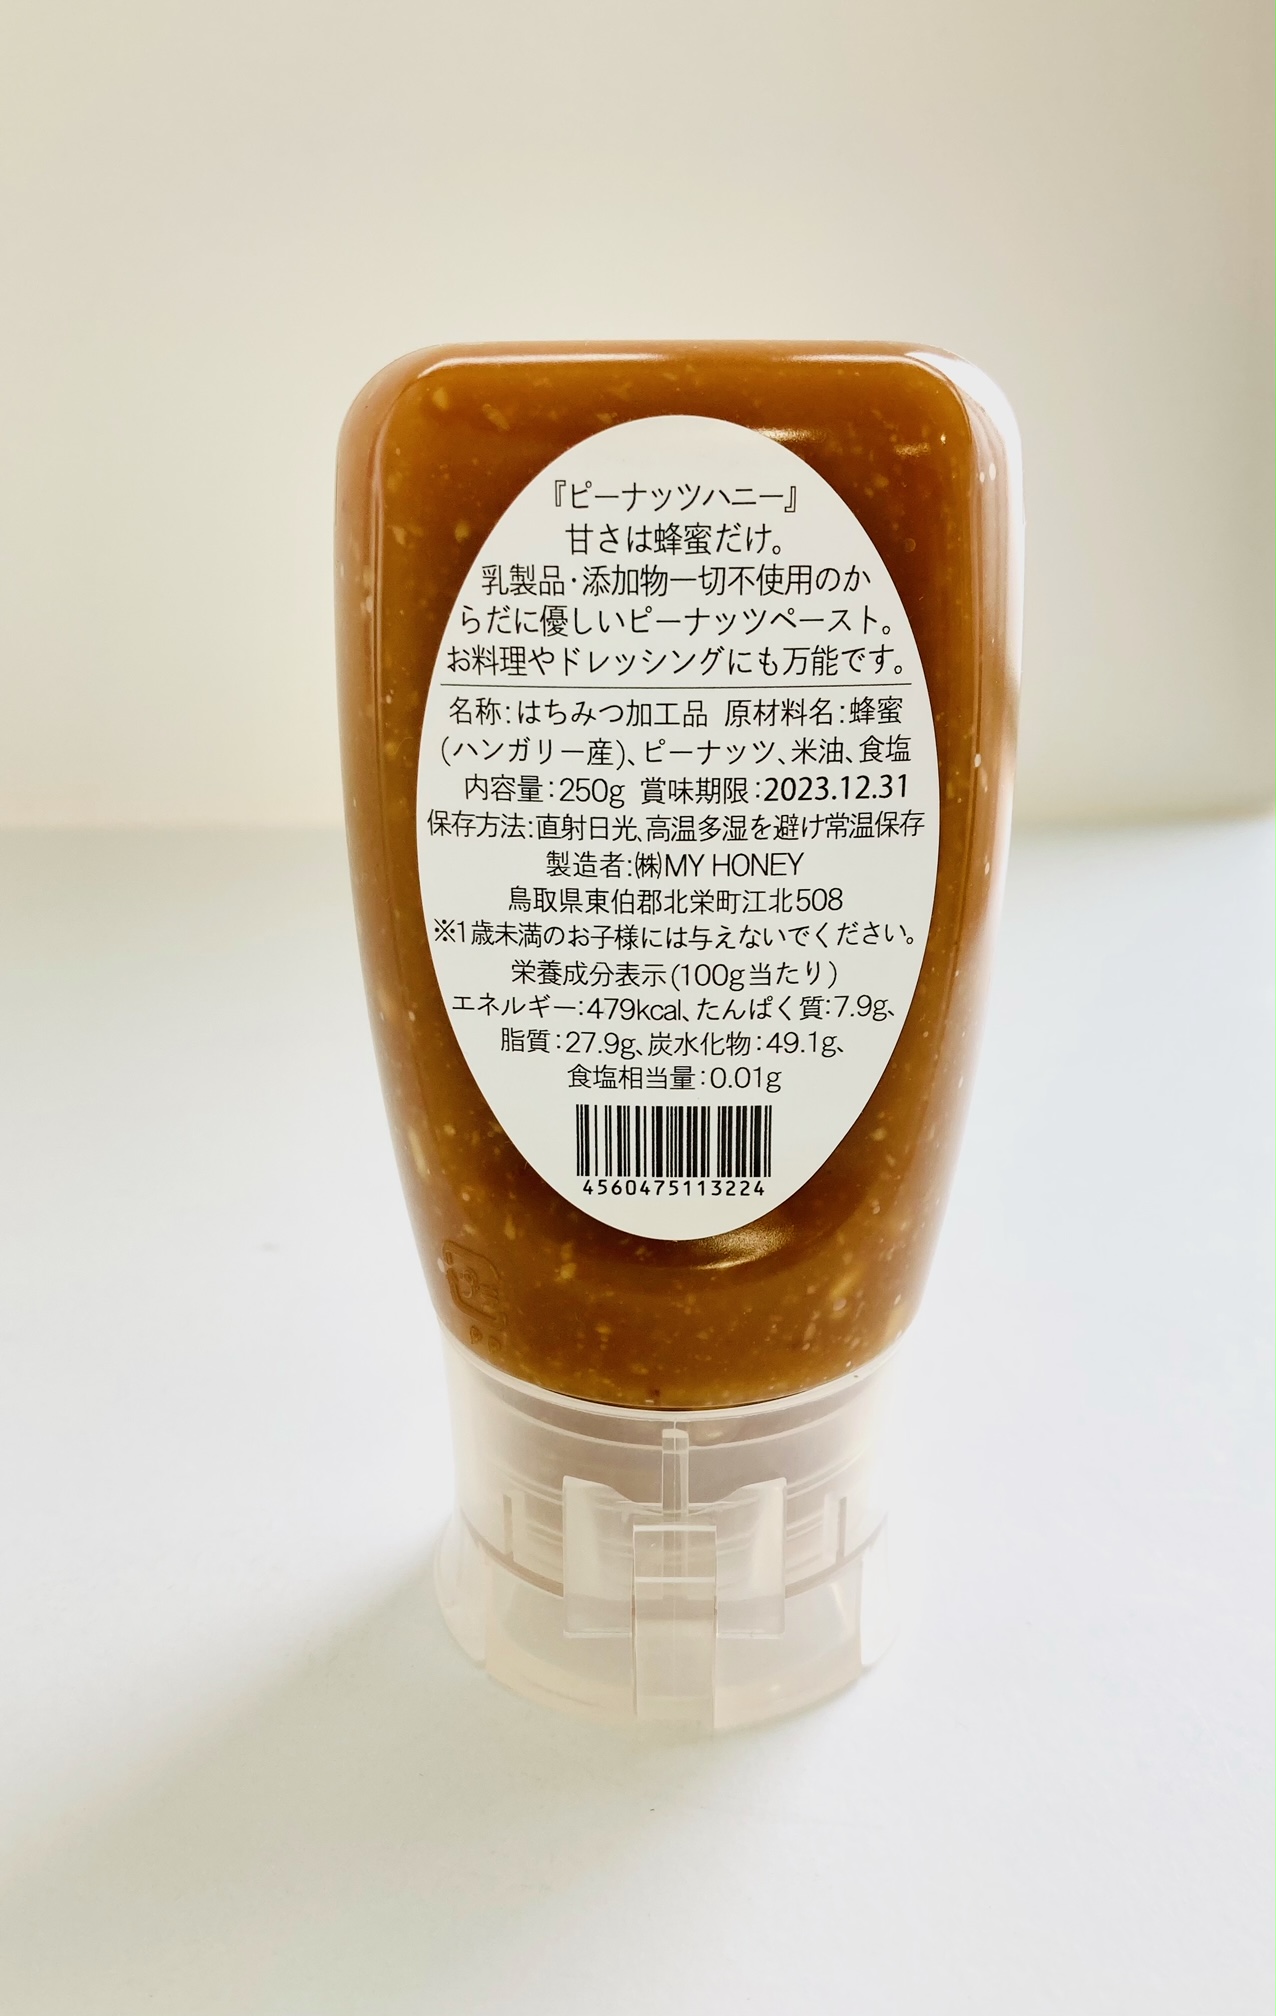 『ピーナッツハニー』
甘さは蜂蜜だけ。
乳製品・添加物一切不使用のか
らだに優しいピーナッツペースト。
お料理やドレッシングにも万能です。
名称：はちみつ加工品 原材料名：蜂蜜
（ハンガリー産）、ピーナッツ、米油、食塩
内容量：250g 賞味期限：2023.12.31
保存方法：直射日光、高温多湿を避け常温保存
製造者：㈱MY HONEY
鳥取県東伯郡北栄町江北508
※1歳未満のお子様には与えないでください。
栄養成分表示（100g当たり）
エネルギー：479kcal、たんぱく質：7.9g、
脂質：27.9g、炭水化物：49.1g、
食塩相当量：0.01g
4560475113224